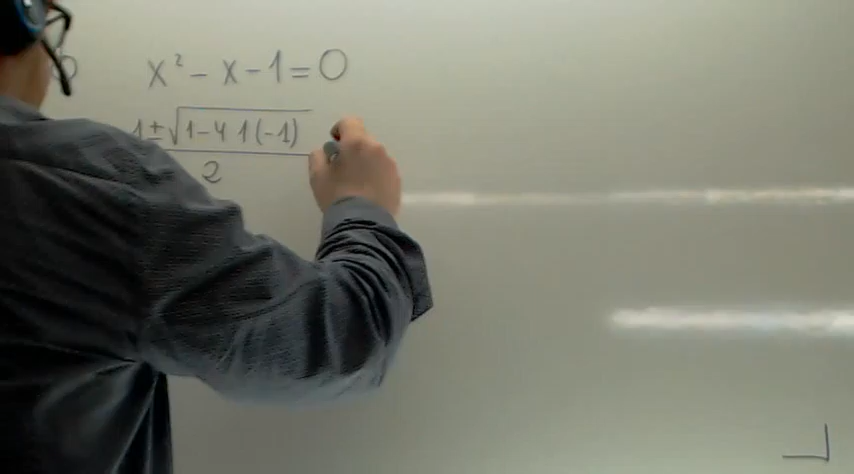 x² - x - 1 = 0
1 ± √1 - 4 1 (-1)
2